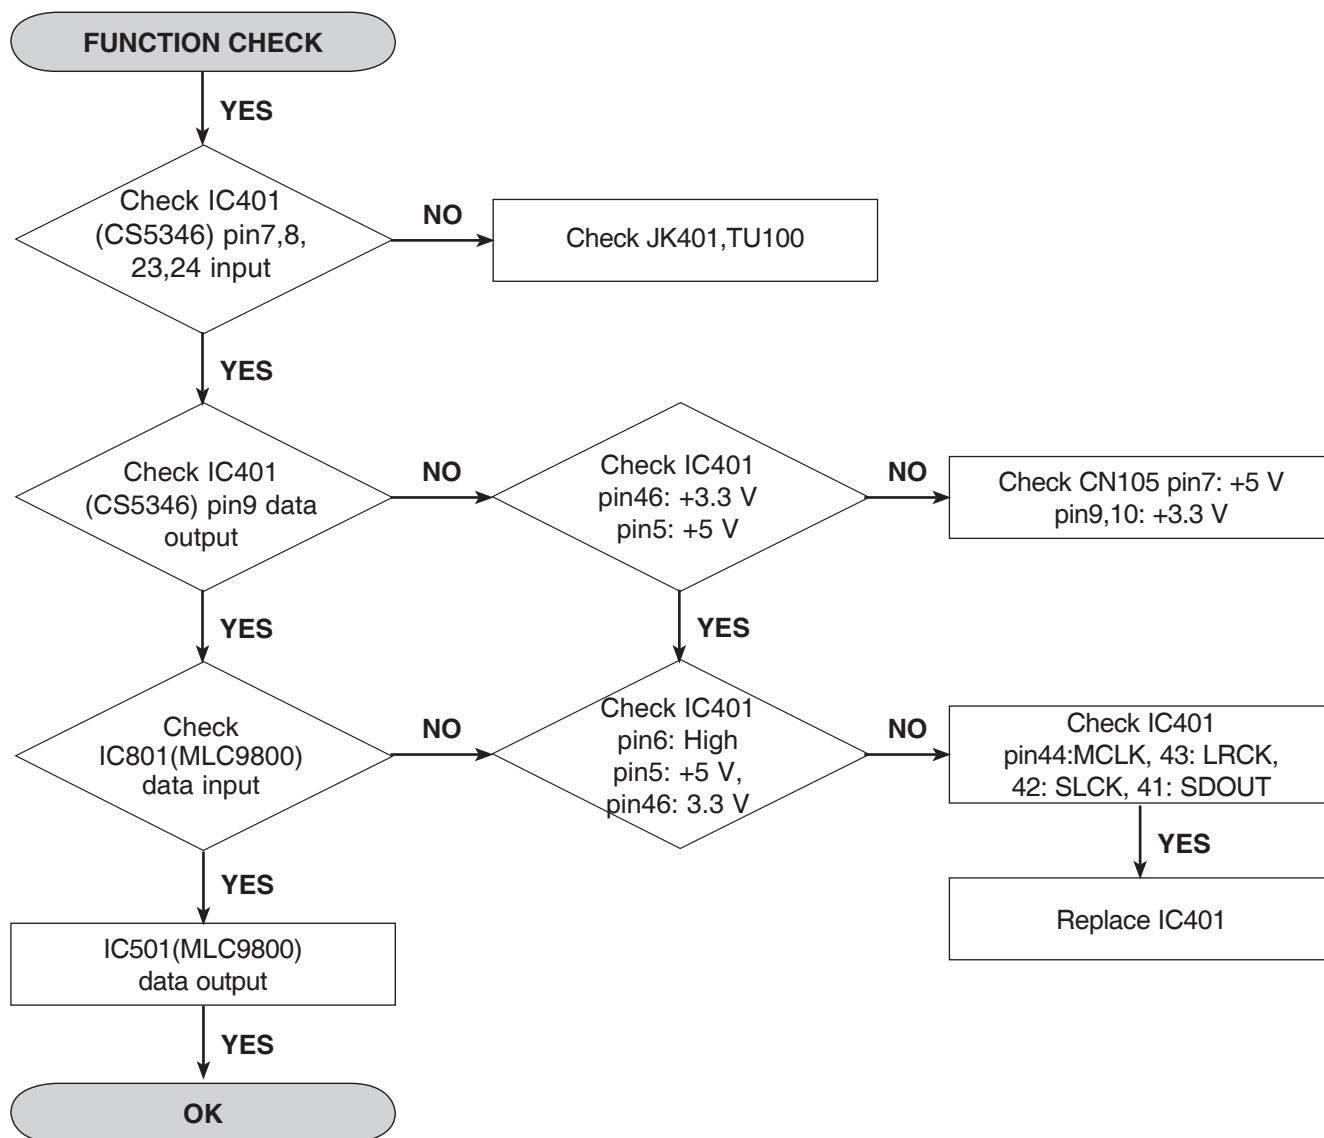 FUNCTION CHECK
YES
Check IC401
(CS5346) pin7,8,
23,24 input
NO
Check JK401,TU100
YES
Check IC401
(CS5346) pin9 data
output
NO
Check IC401
pin46: +3.3 V
pin5: +5 V
NO
Check CN105 pin7: +5 V
pin9,10: +3.3 V
YES
YES
Check
IC801(MLC9800)
data input
NO
Check IC401
pin6: High
pin5: +5 V,
pin46: 3.3 V
NO
Check IC401
pin44:MCLK, 43: LRCK,
42: SLCK, 41: SDOUT
YES
Replace IC401
YES
IC501(MLC9800)
data output
YES
OK